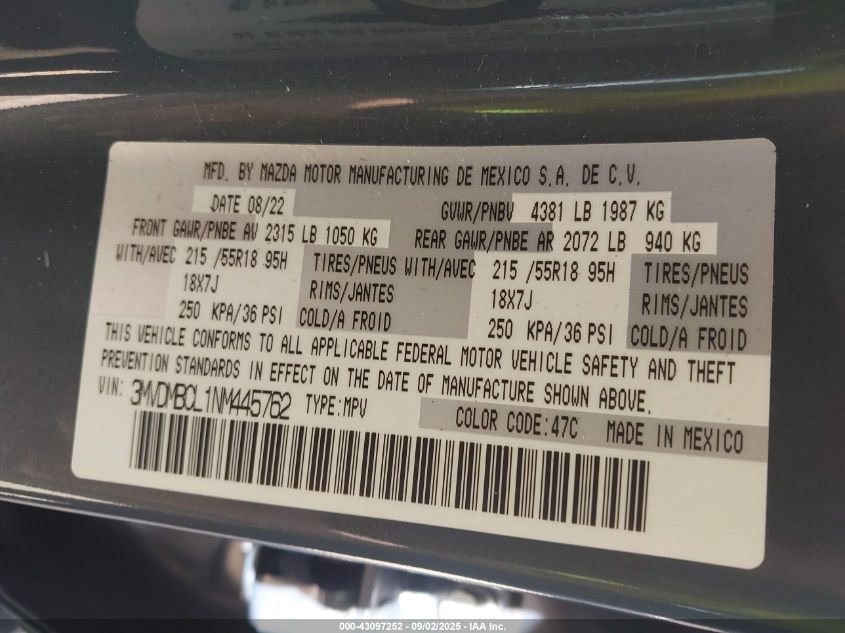 MFD. BY MAZDA MOTOR MANUFACTURING DE MEXICO S.A. DE C.V.
DATE 08/22 GVWR/PNBV 4381 LB 1987 KG
FRONT GAWR/PNBE AV 2315 LB 1050 KG REAR GAWR/PNBE AR 2072 LB 940 KG
WITH/AVEC 215 /55R18 95H TIRES/PNEUS WITH/AVEC 215 /55R18 95H TIRES/PNEUS
18X7J RIMS/JANTES 18X7J RIMS/JANTES
250 KPA/36 PSI COLD/A FROID 250 KPA/36 PSI COLD/A FROID
THIS VEHICLE CONFORMS TO ALL APPLICABLE FEDERAL MOTOR VEHICLE SAFETY AND THEFT
PREVENTION STANDARDS IN EFFECT ON THE DATE OF MANUFACTURE SHOWN ABOVE.
VIN: 3MVDMBCL1NM445762 TYPE:MPV COLOR CODE:47C MADE IN MEXICO
000-43097252 - 09/02/2025 - IAA Inc.